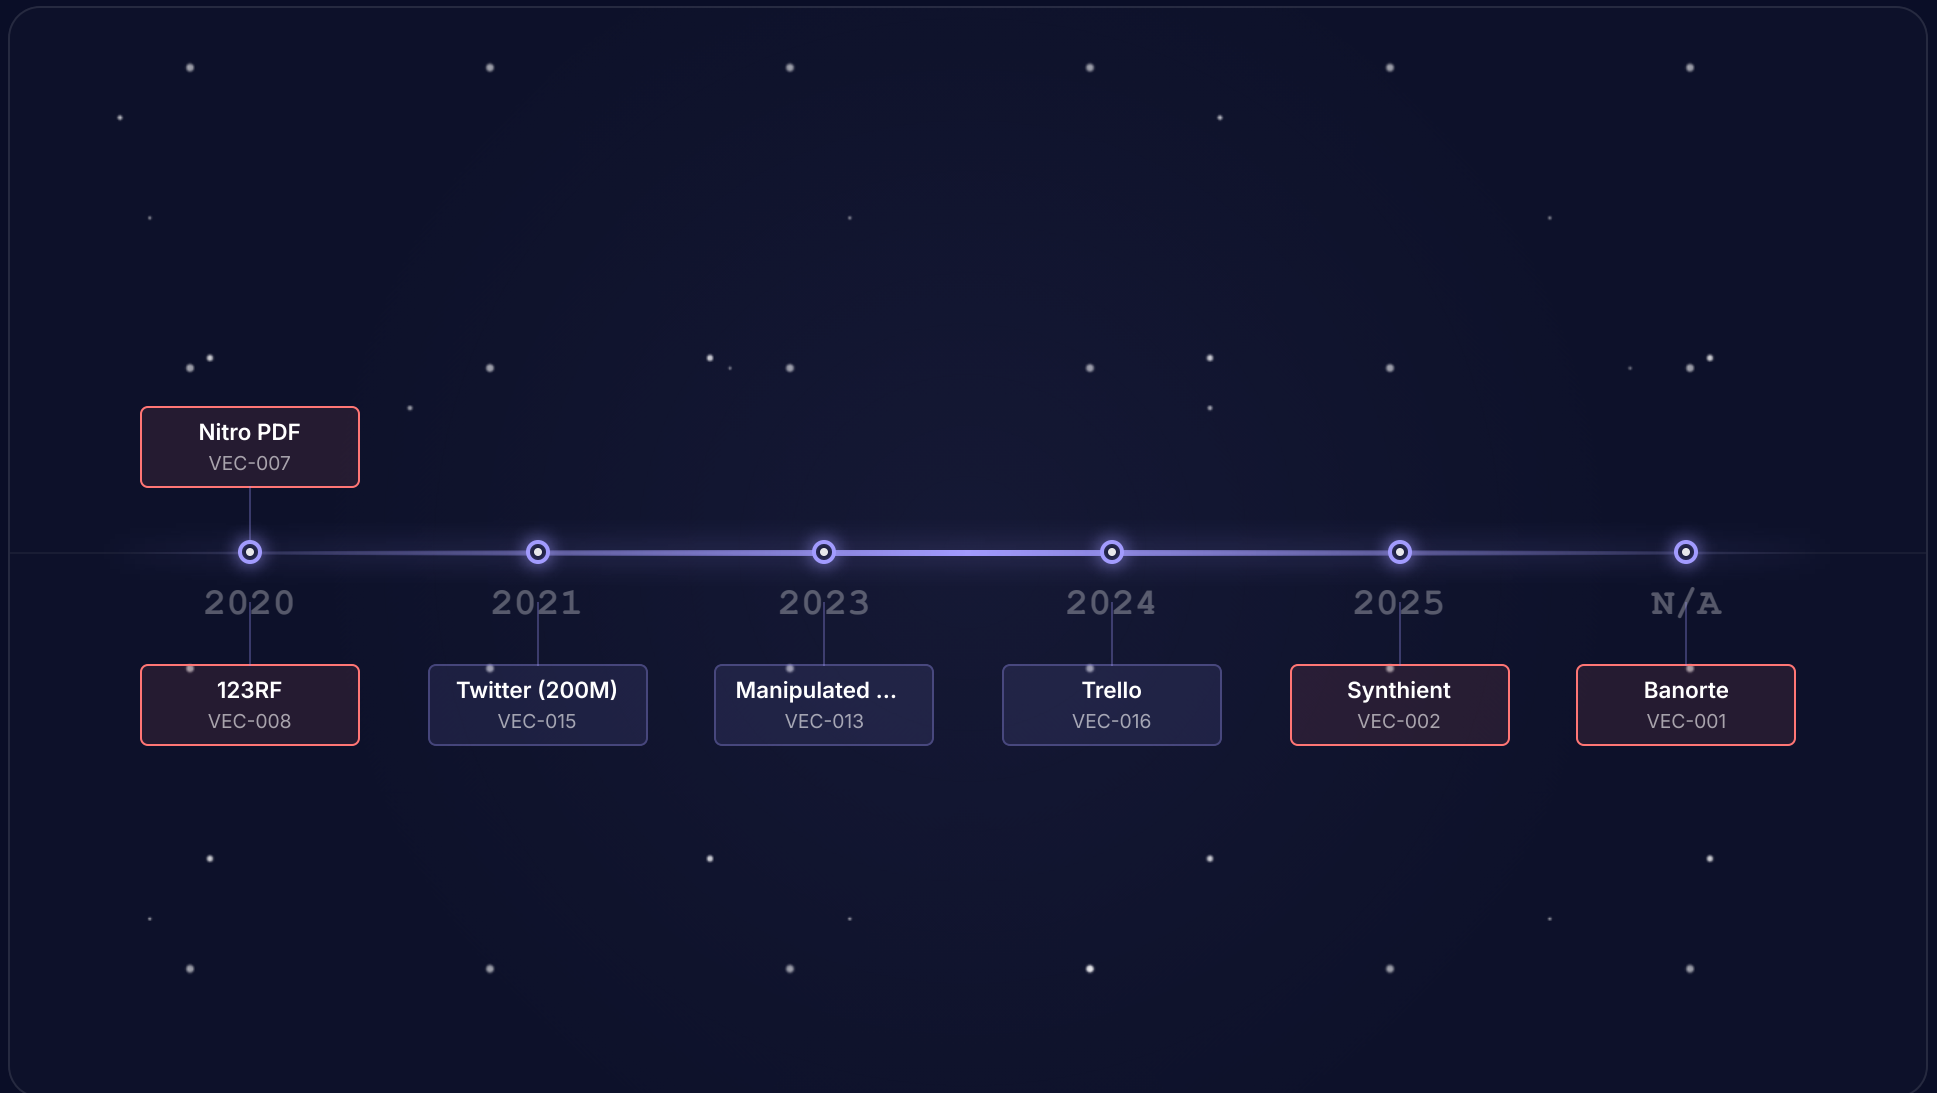 Nitro PDF
VEC-007
2020
2021
2023
2024
2025
N/A
123RF
VEC-008
Twitter (200M)
VEC-015
Manipulated ...
VEC-013
Trello
VEC-016
Synthient
VEC-002
Banorte
VEC-001